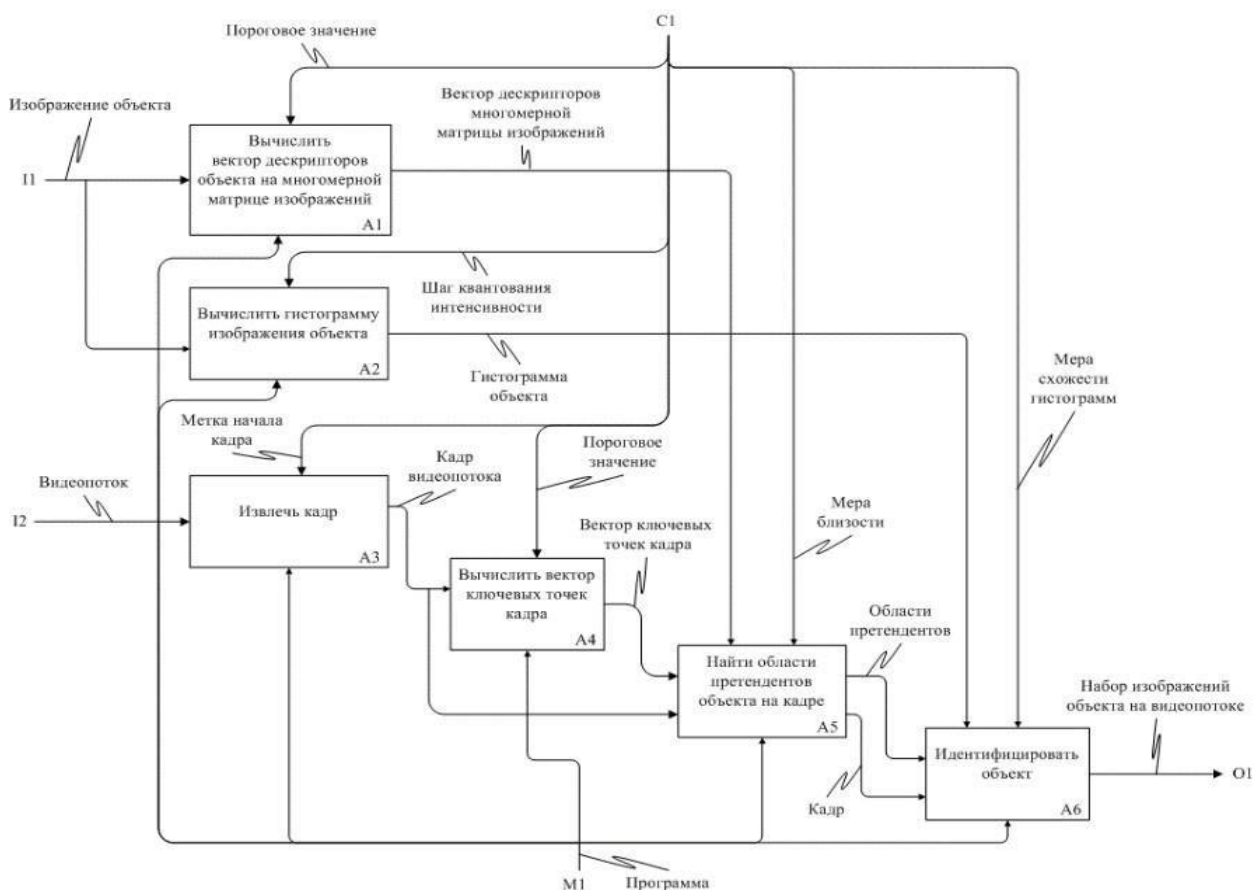 C1
Пороговое значение
Изображение объекта
Вектор дескрипторов
многомерной
матрицы изображений
Вычислить
вектор дескрипторов
объекта на многомерной
матрице изображений
A1
I1
Шаг квантования
интенсивности
Вычислить гистограмму
изображения объекта
A2
Гистограмма
объекта
Мера
схожести
гистограмм
Метка начала
кадра
Кадр
видеопотока
Пороговое
значение
Видеопоток
I2
Извлечь кадр
A3
Мера
близости
Вектор ключевых
точек кадра
Вычислить вектор
ключевых точек
кадра
A4
Области
претендентов
Найти области
претендентов
объекта на кадре
A5
Набор изображений
объекта на видеопотоке
Идентифицировать
объект
A6
O1
Кадр
M1
Программа